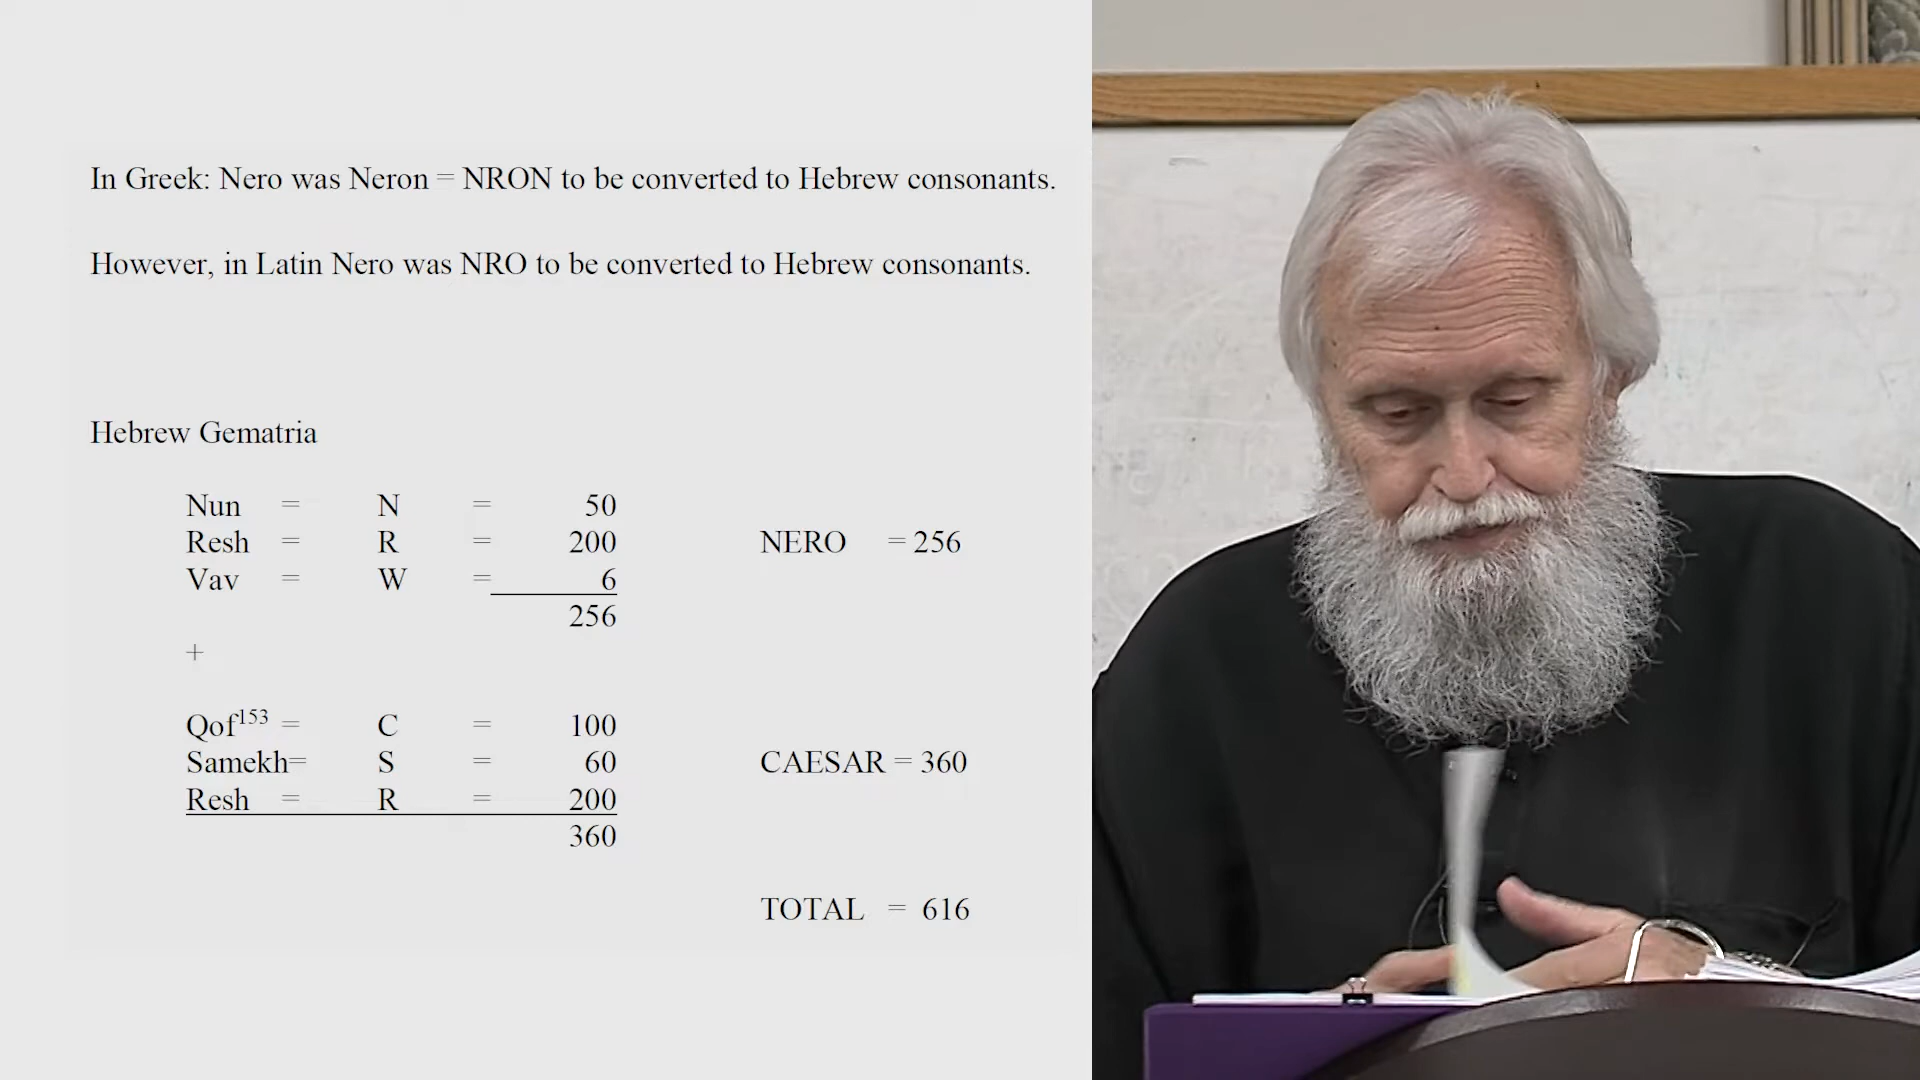 In Greek: Nero was Neron = NRON to be converted to Hebrew consonants.
However, in Latin Nero was NRO to be converted to Hebrew consonants.
Hebrew Gematria
Nun = N = 50
Resh = R = 200 NERO = 256
Vav = W = 6
256
+
Qof153 = C = 100
Samekh= S = 60 CAESAR = 360
Resh = R = 200
360
TOTAL = 616